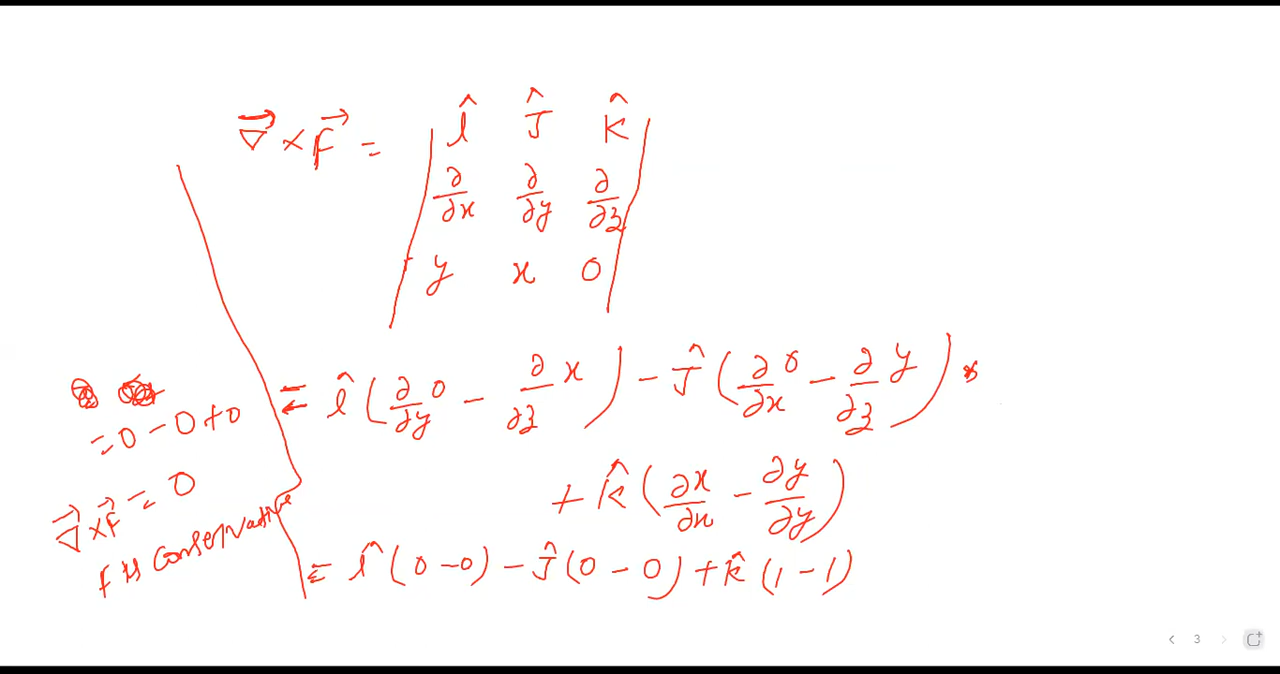 ∇⃗ × F⃗ = | î Ĵ K̂ |
| ∂/∂x ∂/∂y ∂/∂z |
| y x 0 |
= î ( ∂/∂y 0 − ∂/∂z x ) − Ĵ ( ∂/∂x 0 − ∂/∂z y )
+ K̂ ( ∂x/∂x − ∂y/∂y )
= î (0 − 0) − Ĵ (0 − 0) + K̂ (1 − 1)
= 0 − 0 + 0
∇⃗ × F⃗ = 0
F is conservative
3